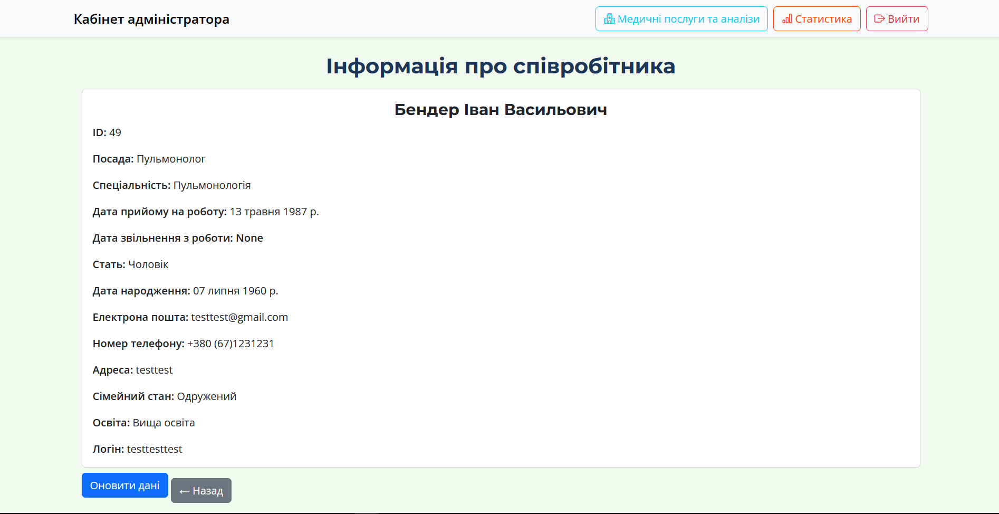 Кабінет адміністратора
Медичні послуги та аналізи
Статистика
Вийти
Інформація про співробітника
Бендер Іван Васильович
ID: 49
Посада: Пульмонолог
Спеціальність: Пульмонологія
Дата прийому на роботу: 13 травня 1987 р.
Дата звільнення з роботи: None
Стать: Чоловік
Дата народження: 07 липня 1960 р.
Електрона пошта: testtest@gmail.com
Номер телефону: +380 (67)1231231
Адреса: testtest
Сімейний стан: Одружений
Освіта: Вища освіта
Логін: testtesttest
Оновити дані
← Назад